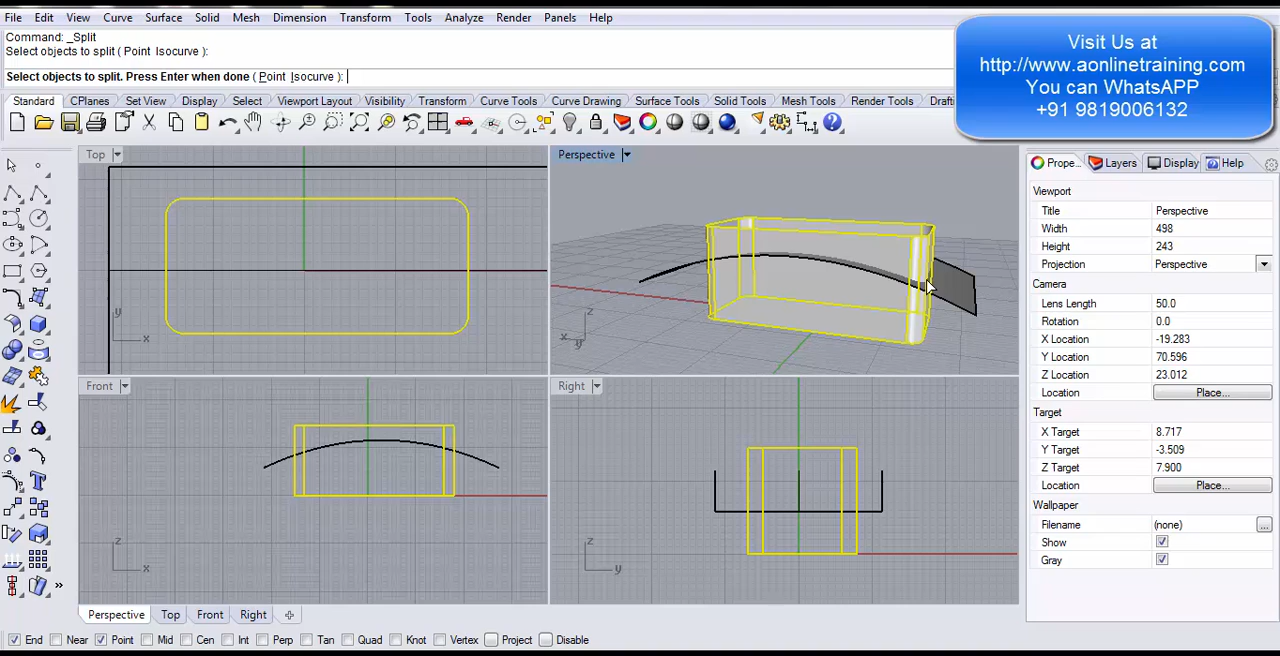 File Edit View Curve Surface Solid Mesh Dimension Transform Tools Analyze Render Panels Help
Command: _Split
Select objects to split ( Point Isocurve ):
Select objects to split. Press Enter when done ( Point Isocurve ):
Visit Us at
http://www.aonlinetraining.com
You can WhatsAPP
+91 9819006132
Standard CPlanes Set View Display Select Viewport Layout Visibility Transform Curve Tools Curve Drawing Surface Tools Solid Tools Mesh Tools Render Tools Drafti
Top
y
x
Perspective
z
x y
Front
z
x
Right
z
y
Prope... Layers Display Help
Viewport
Title Perspective
Width 498
Height 243
Projection Perspective
Camera
Lens Length 50.0
Rotation 0.0
X Location -19.283
Y Location 70.596
Z Location 23.012
Location Place...
Target
X Target 8.717
Y Target -3.509
Z Target 7.900
Location Place...
Wallpaper
Filename (none) ...
Show
Gray
Perspective Top Front Right
End Near Point Mid Cen Int Perp Tan Quad Knot Vertex Project Disable